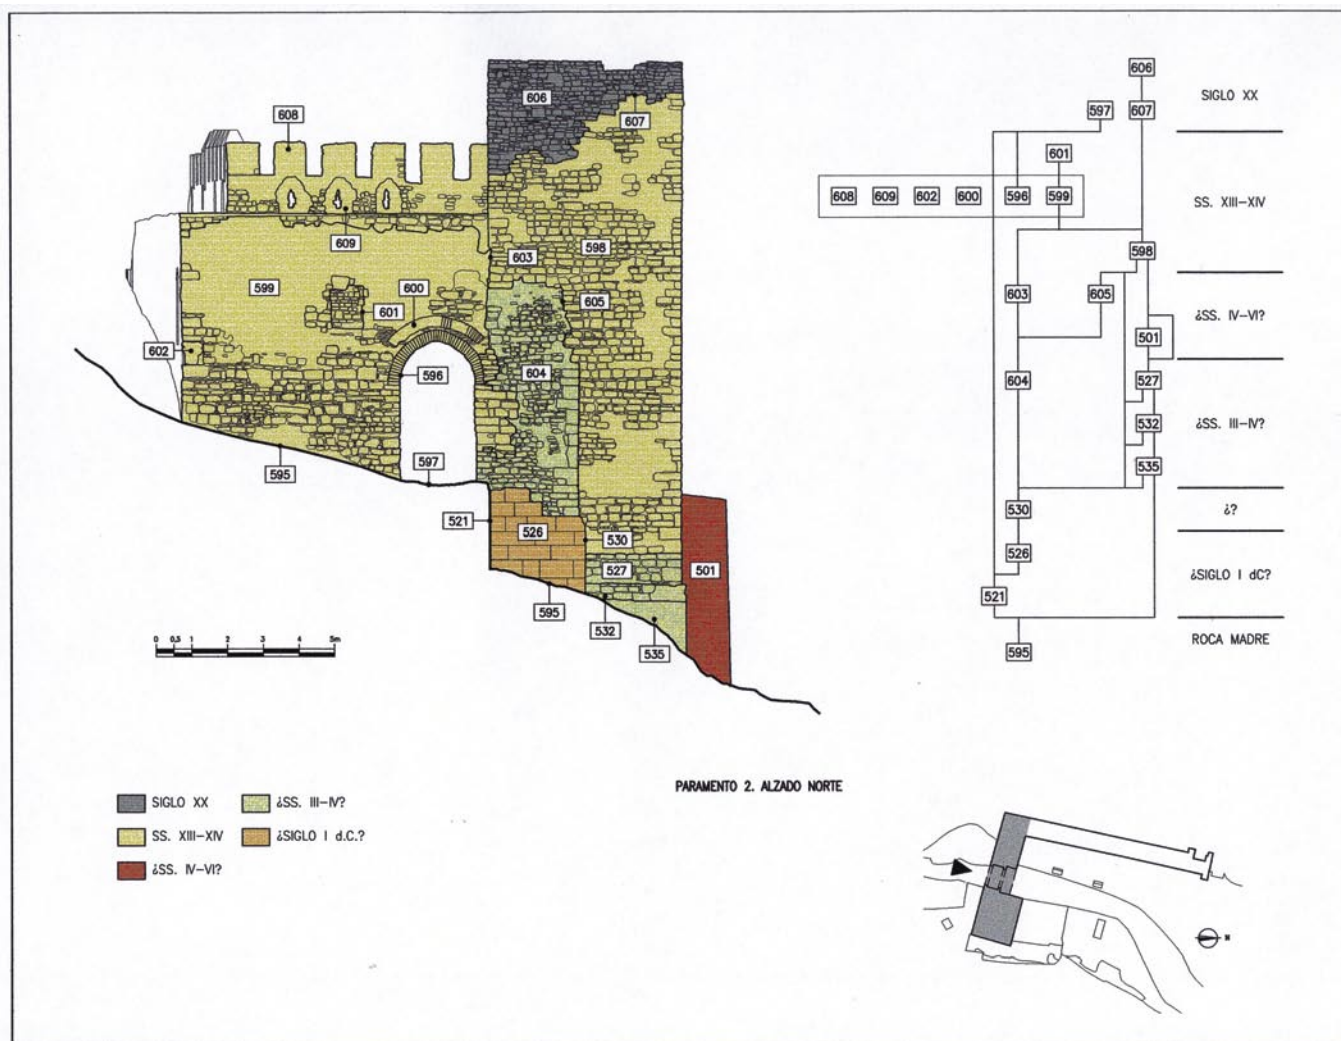 606
608
607
598
603
609
599
600
601
605
602
604
596
595
597
521
526
530
527
501
595
532
535
0 0.5 1 2 3 4 5m
606
SIGLO XX
597 607
601
608 609 602 600 596 599
SS. XIII-XIV
598
603 605
¿SS. IV-VI?
501
604 527
532
¿SS. III-IV?
535
530
¿?
526
¿SIGLO I dC?
521
ROCA MADRE
595
PARAMENTO 2. ALZADO NORTE
SIGLO XX ¿SS. III-IV?
SS. XIII-XIV ¿SIGLO I d.C.?
¿SS. IV-VI?
N